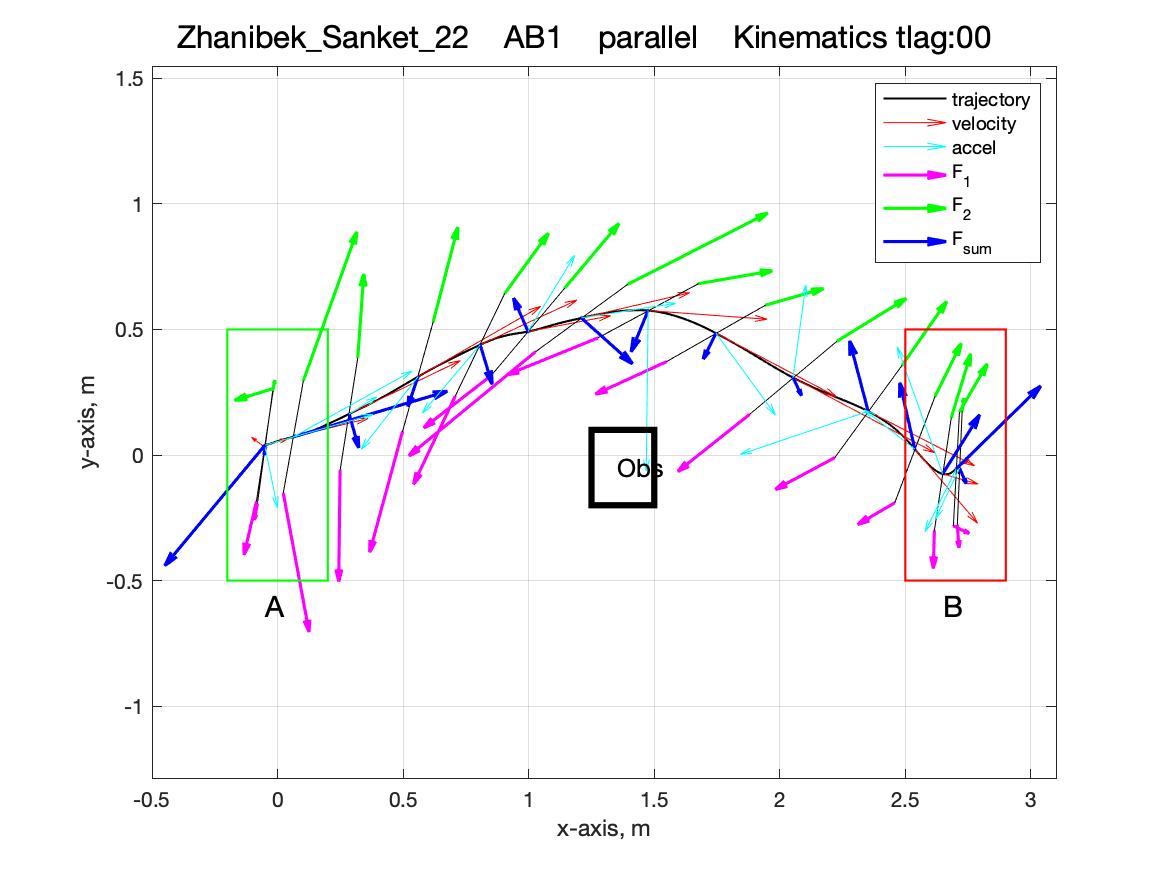 Zhanibek_Sanket_22 AB1 parallel Kinematics tlag:00
trajectory
velocity
accel
F1
F2
Fsum
1.5
1
0.5
0
-0.5
-1
y-axis, m
Obs
A
B
-0.5 0 0.5 1 1.5 2 2.5 3
x-axis, m